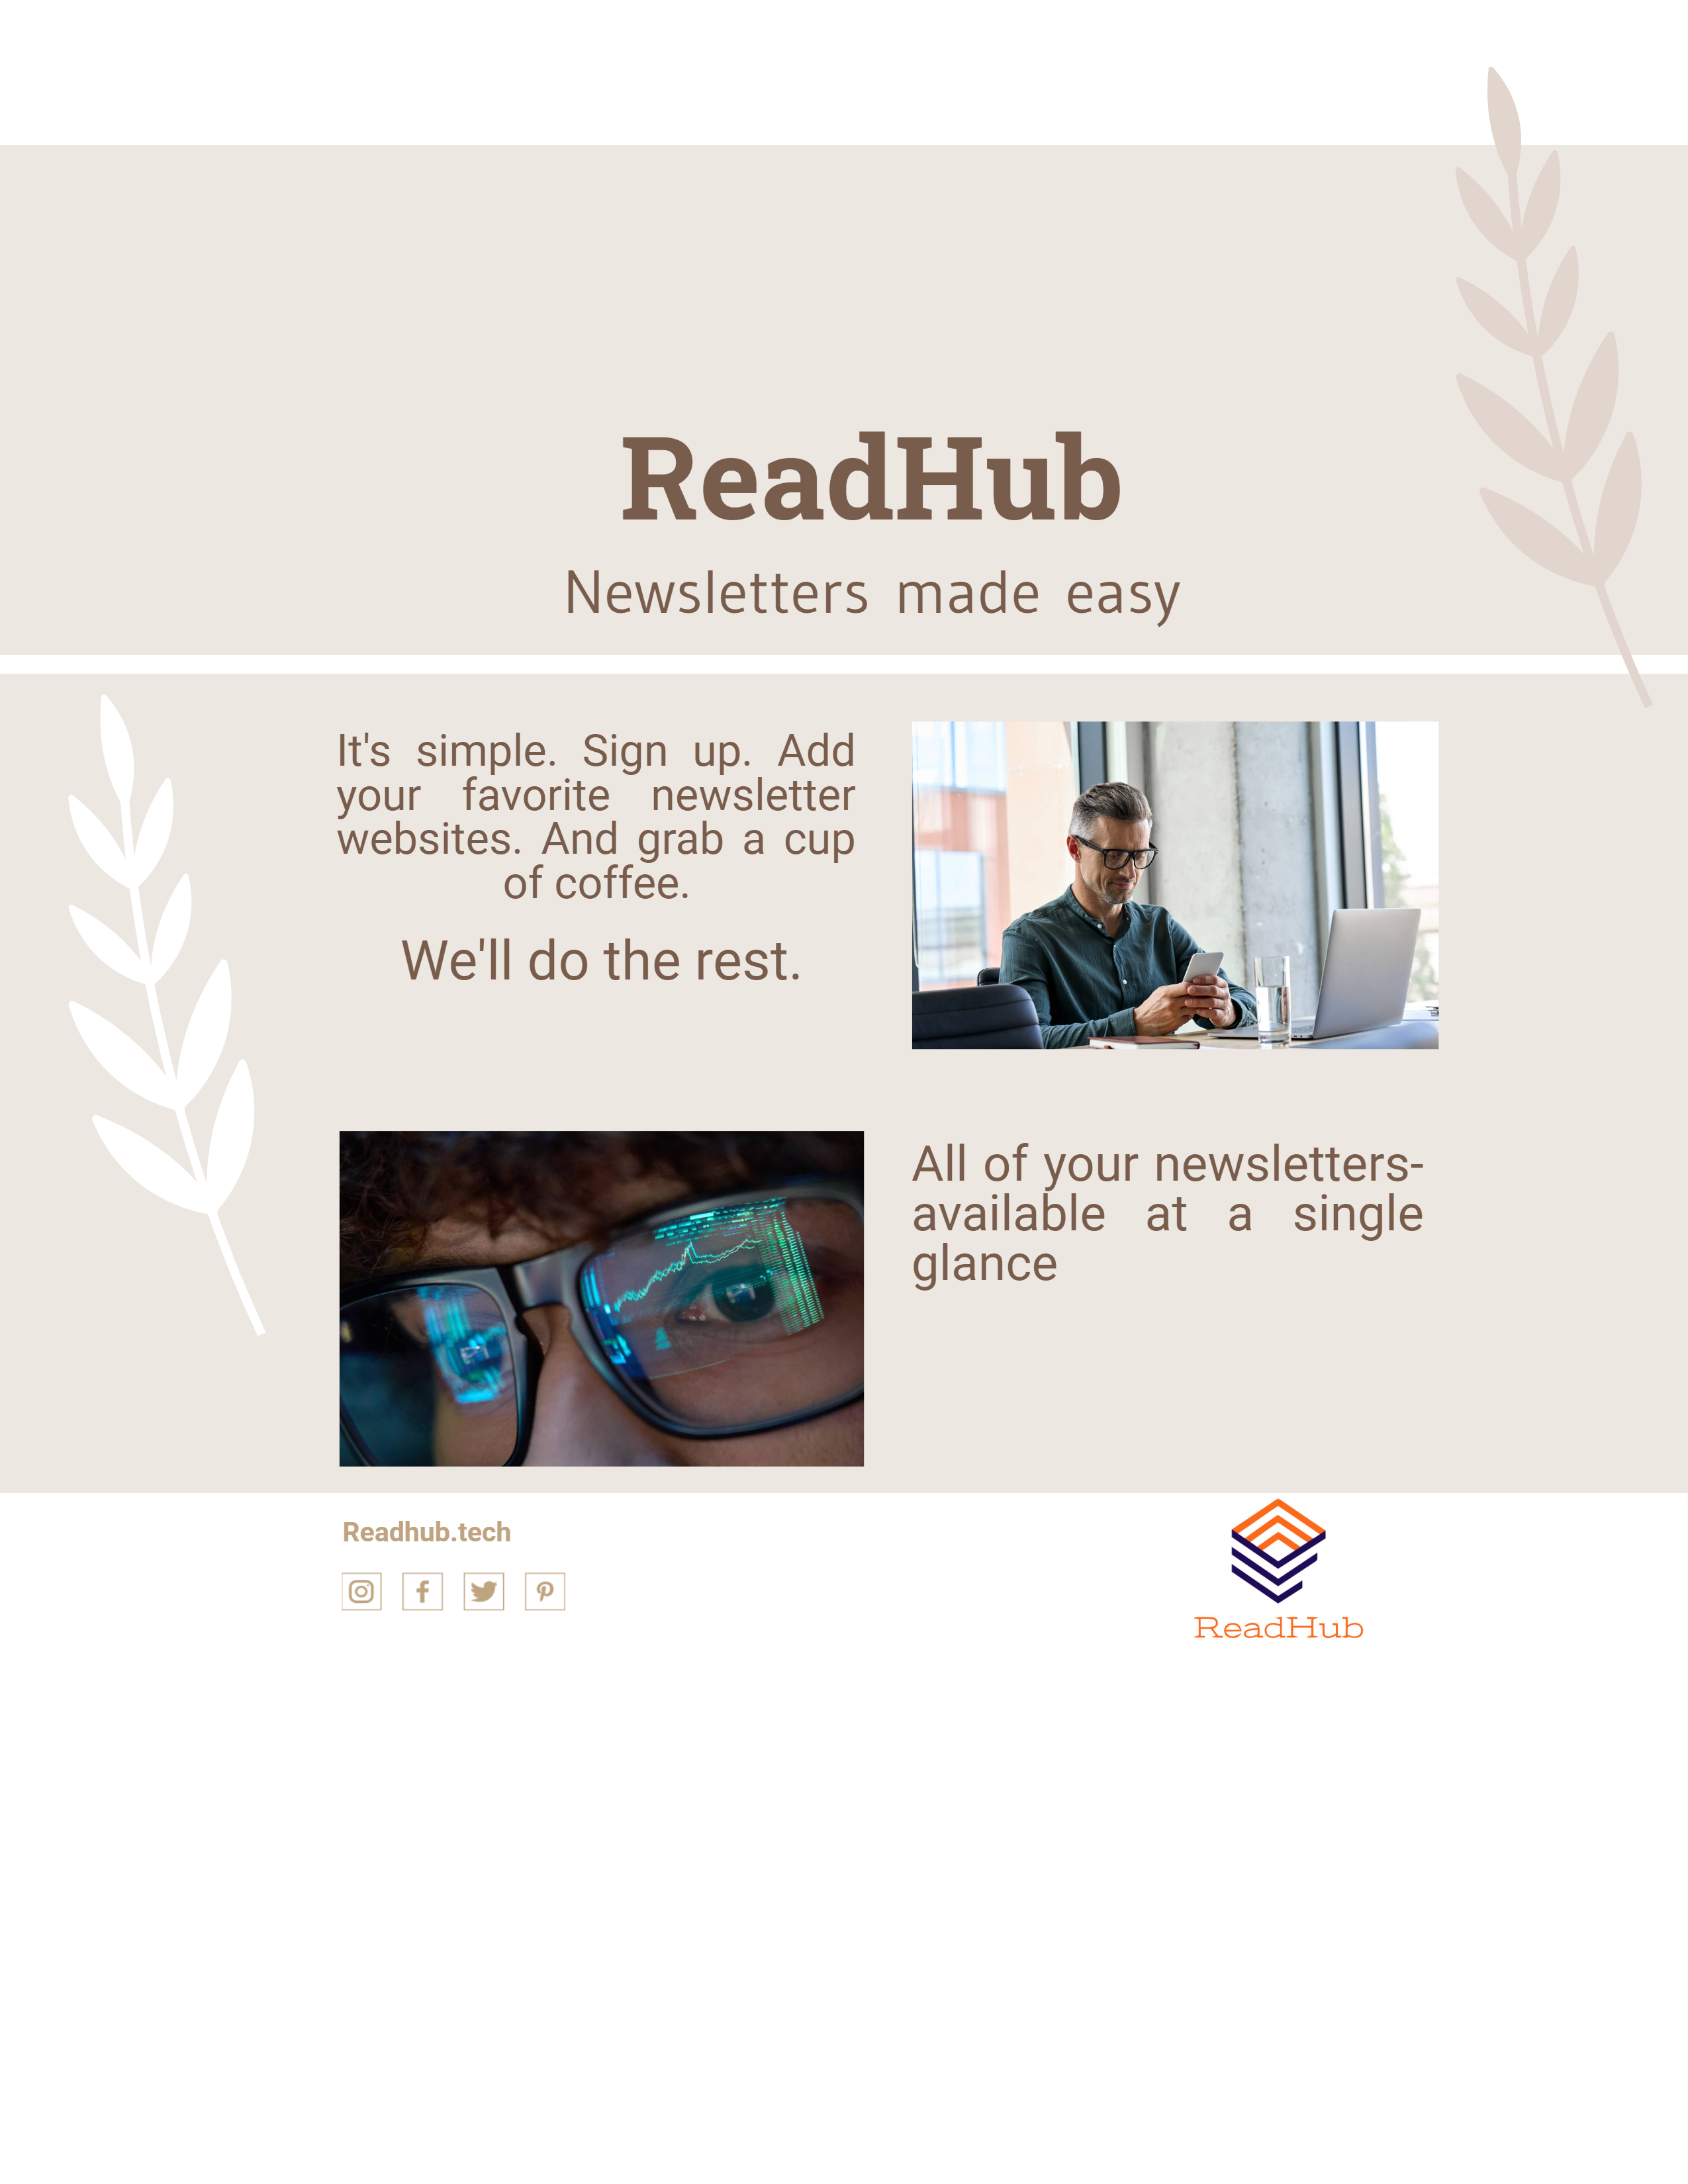 ReadHub
Newsletters made easy
It's simple. Sign up. Add
your favorite newsletter
websites. And grab a cup
of coffee.
We'll do the rest.
All of your newsletters-
available at a single
glance
Readhub.tech
ReadHub